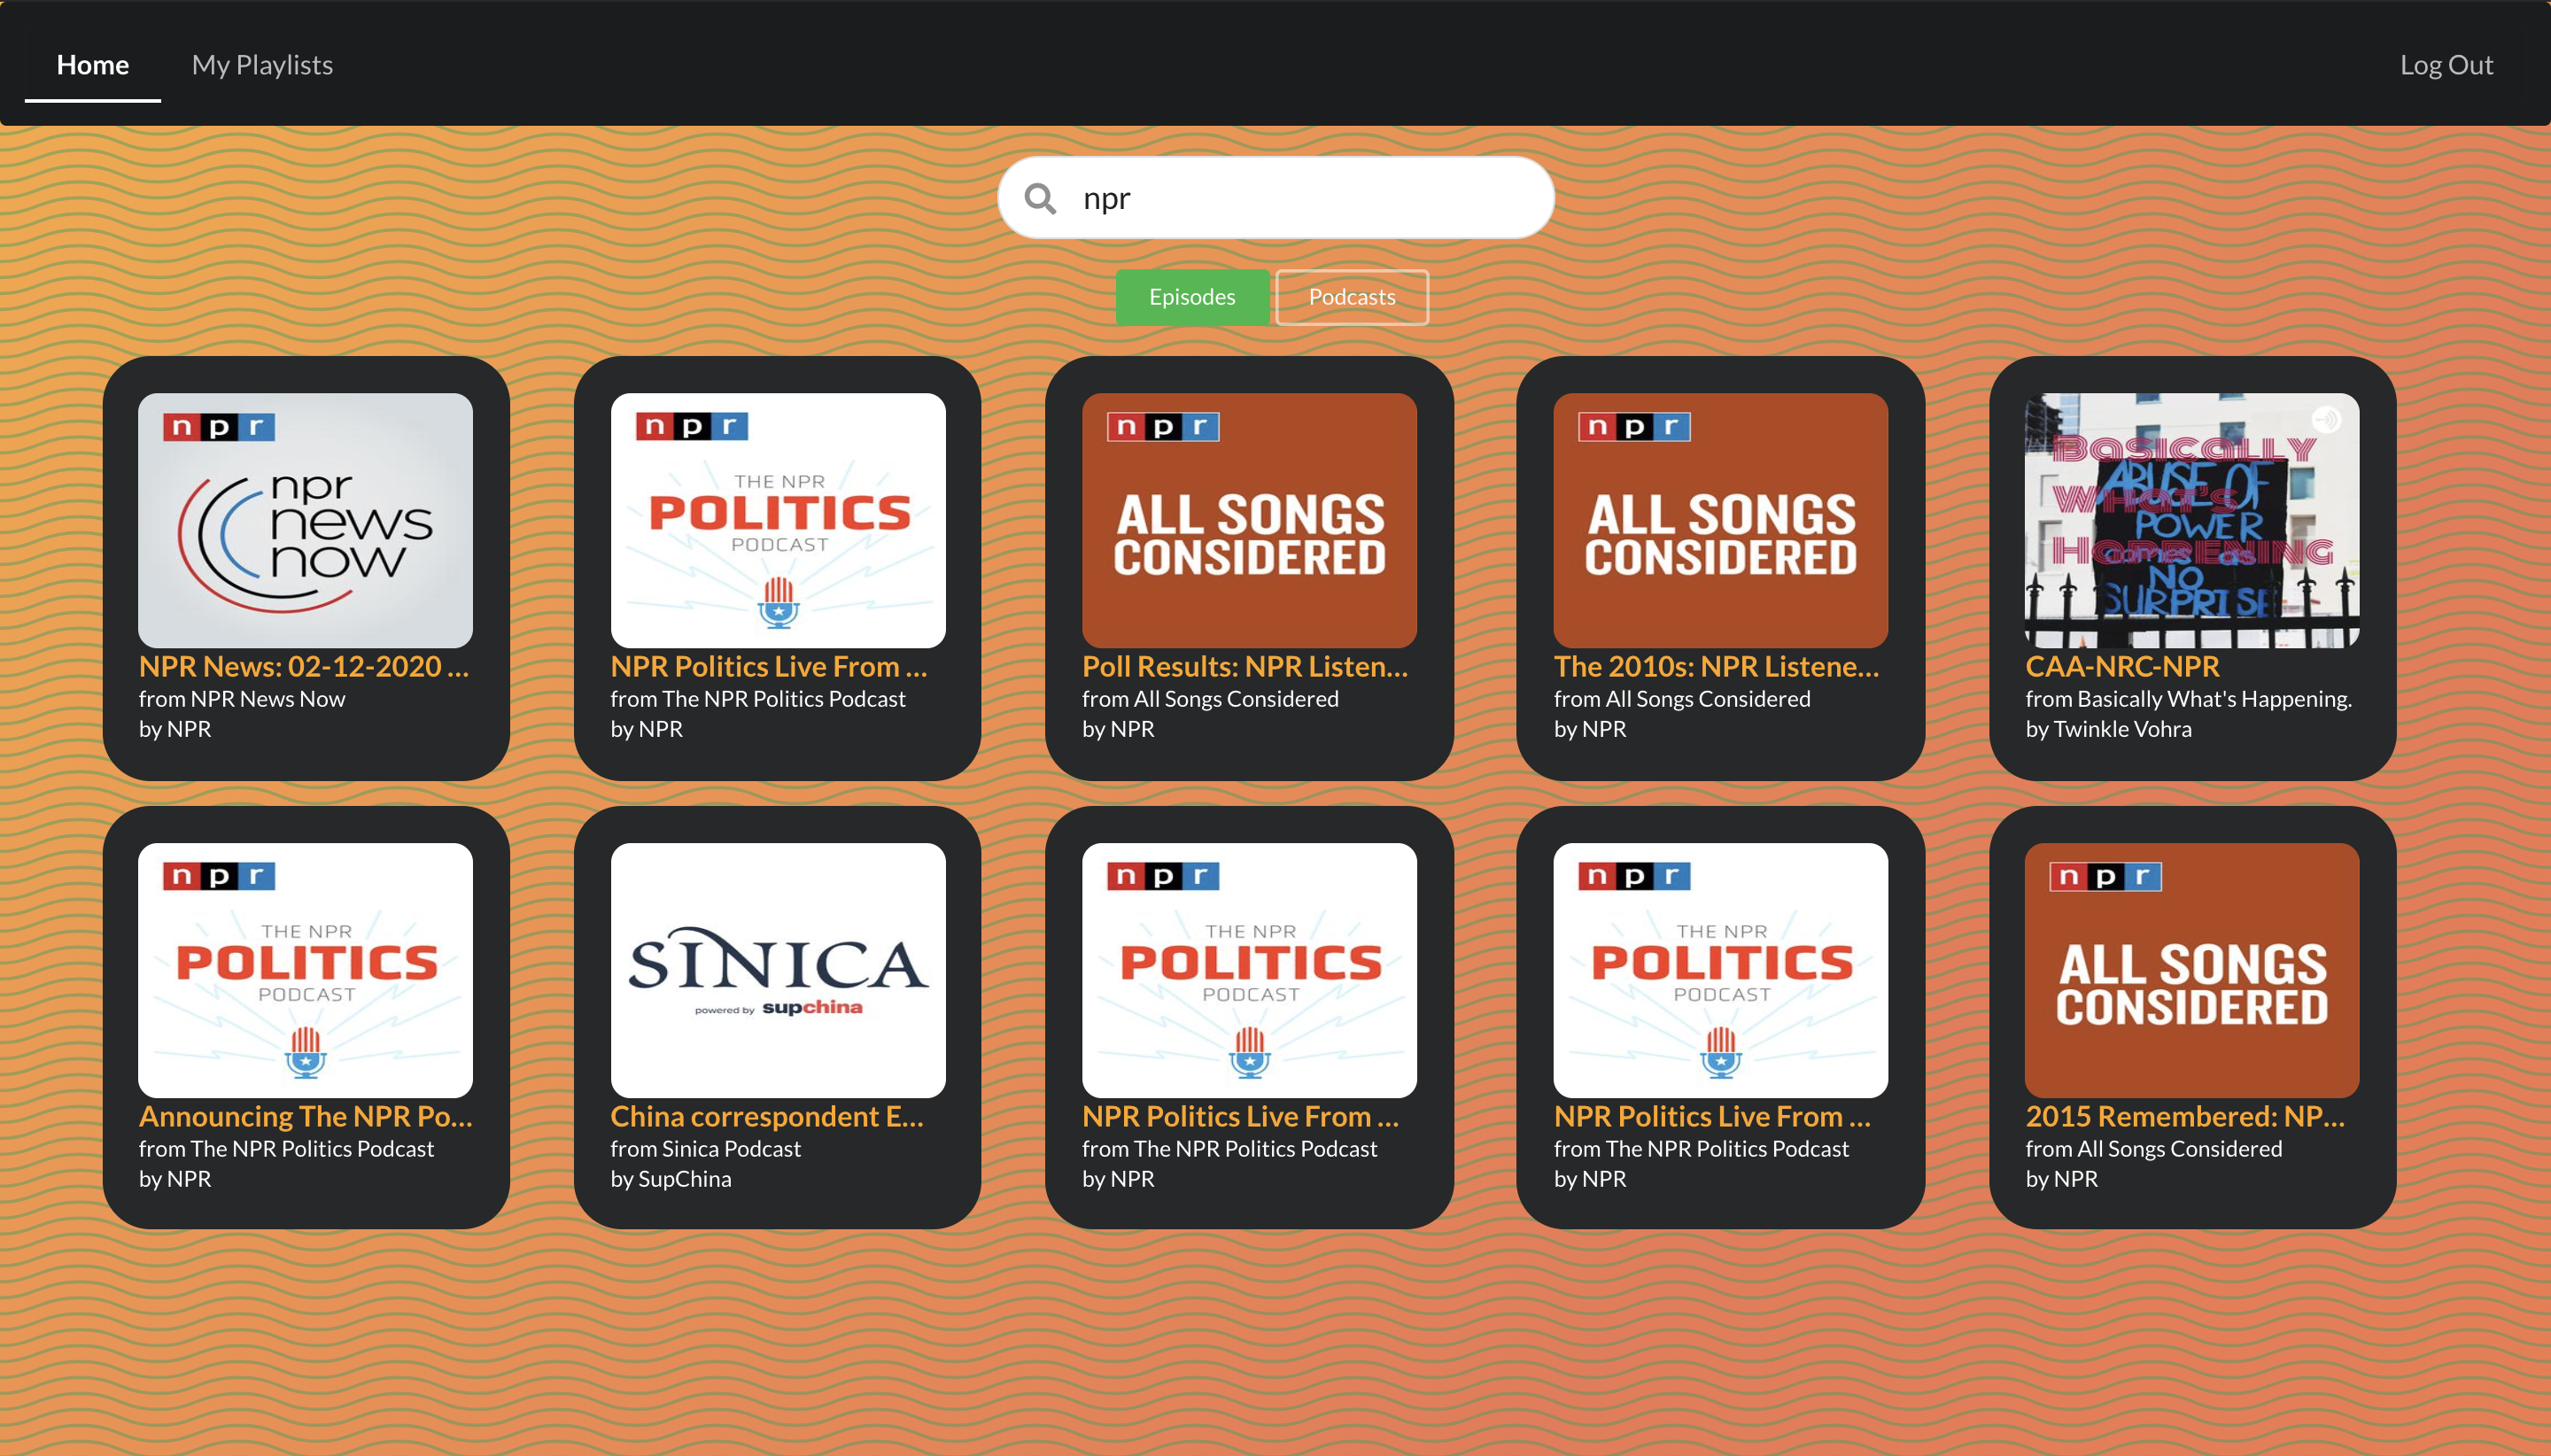 Home My Playlists Log Out
npr
Episodes Podcasts
npr
npr
news
now
NPR News: 02-12-2020 ...
from NPR News Now
by NPR
npr
THE NPR
POLITICS
PODCAST
NPR Politics Live From ...
from The NPR Politics Podcast
by NPR
npr
ALL SONGS
CONSIDERED
Poll Results: NPR Listen...
from All Songs Considered
by NPR
npr
ALL SONGS
CONSIDERED
The 2010s: NPR Listene...
from All Songs Considered
by NPR
BasicaLLY
ABUSE OF
WHaT's
POWER
HaPPENING
comes as
NO
SURPRISE
CAA-NRC-NPR
from Basically What's Happening.
by Twinkle Vohra
npr
THE NPR
POLITICS
PODCAST
Announcing The NPR Po...
from The NPR Politics Podcast
by NPR
SINICA
powered by supchina
China correspondent E...
from Sinica Podcast
by SupChina
npr
THE NPR
POLITICS
PODCAST
NPR Politics Live From ...
from The NPR Politics Podcast
by NPR
npr
THE NPR
POLITICS
PODCAST
NPR Politics Live From ...
from The NPR Politics Podcast
by NPR
npr
ALL SONGS
CONSIDERED
2015 Remembered: NP...
from All Songs Considered
by NPR